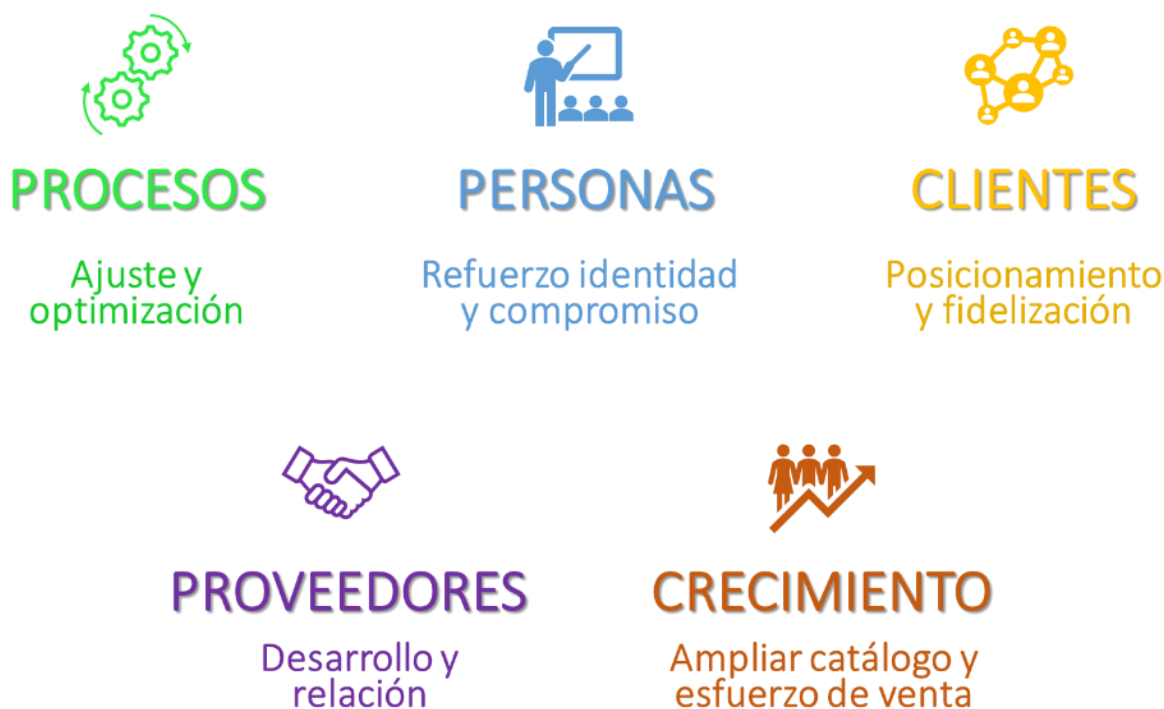 PROCESOS
Ajuste y
optimización
PERSONAS
Refuerzo identidad
y compromiso
CLIENTES
Posicionamiento
y fidelización
PROVEEDORES
Desarrollo y
relación
CRECIMIENTO
Ampliar catálogo y
esfuerzo de venta